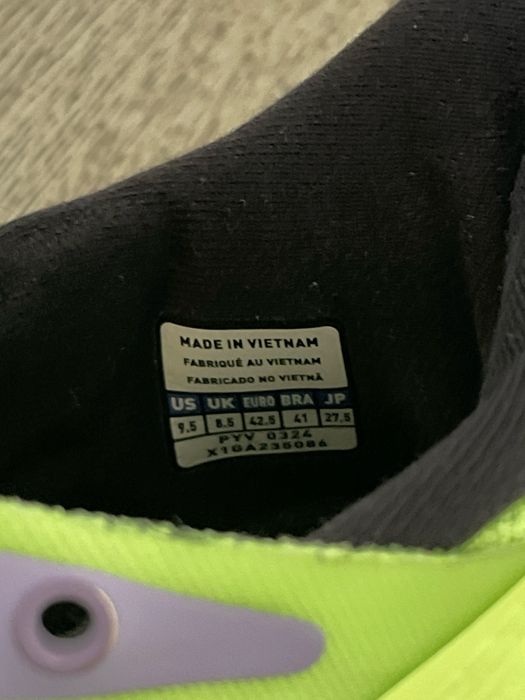 MADE IN VIETNAM
FABRIQUÉ AU VIETNAM
FABRICADO NO VIETNÃ
US UK EURO BRA JP
9.5 8.5 42.5 41 27.5
PYV 0324
X1GA235086